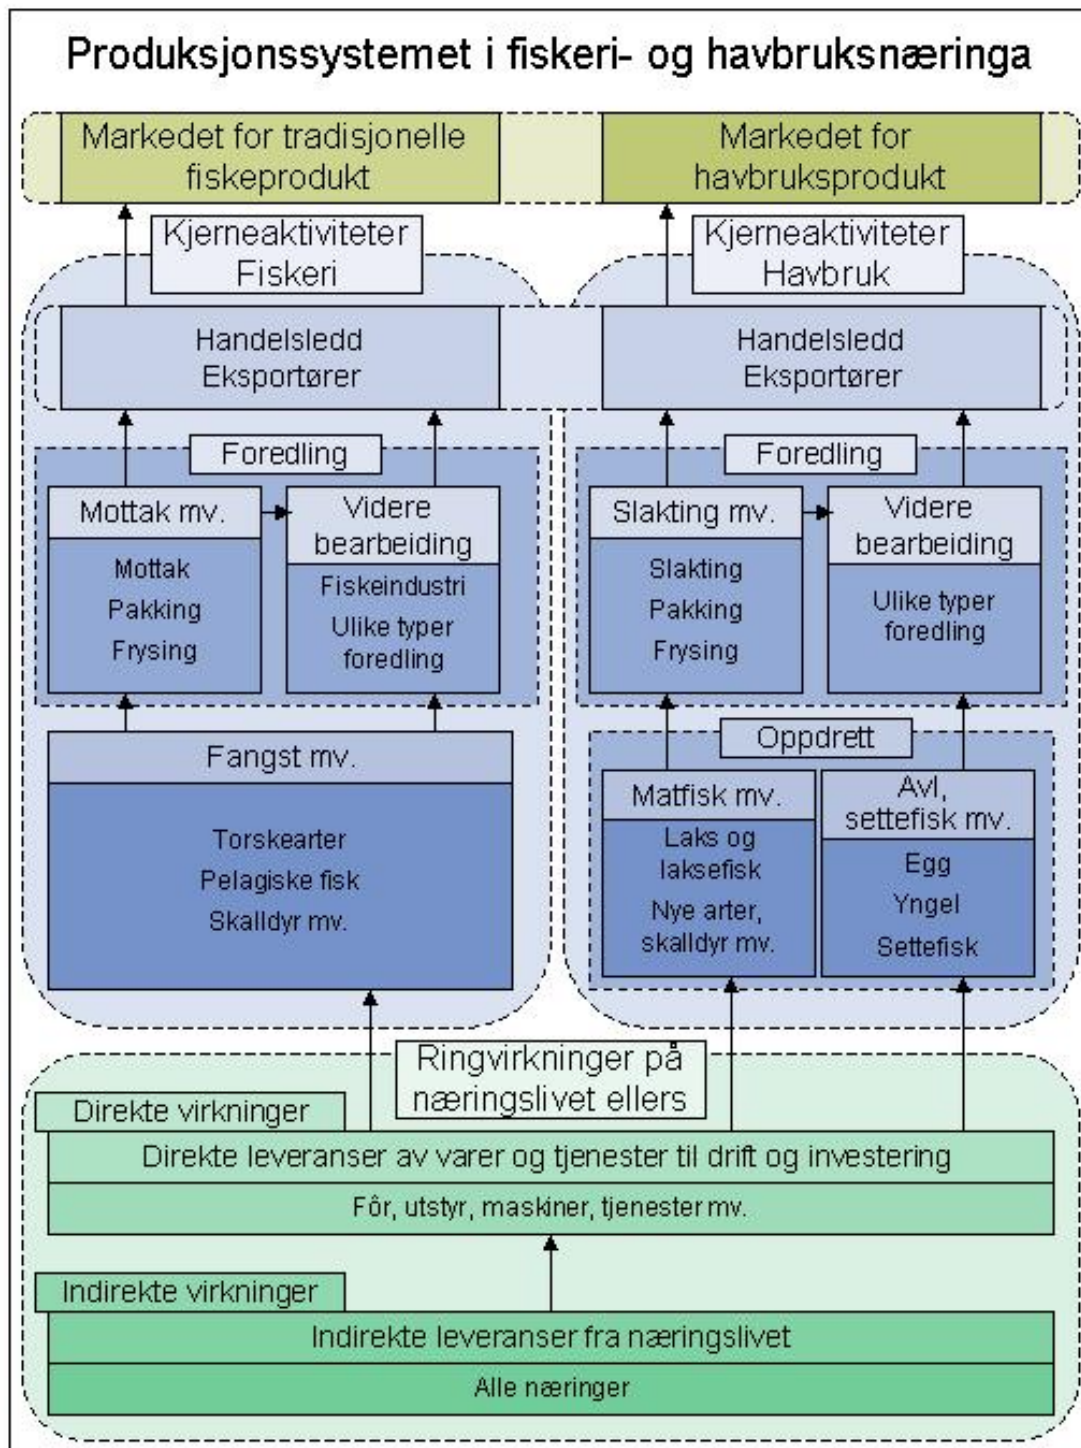 Produksjonssystemet i fiskeri- og havbruksnæringa
Markedet for tradisjonelle
fiskeprodukt
Markedet for
havbruksprodukt
Kjerneaktiviteter
Fiskeri
Kjerneaktiviteter
Havbruk
Handelsledd
Eksportører
Handelsledd
Eksportører
Foredling
Mottak mv.
Mottak
Pakking
Frysing
Videre
bearbeiding
Fiskeindustri
Ulike typer
foredling
Foredling
Slakting mv.
Slakting
Pakking
Frysing
Videre
bearbeiding
Ulike typer
foredling
Fangst mv.
Torskearter
Pelagiske fisk
Skalldyr mv.
Oppdrett
Matfisk mv.
Laks og
laksefisk
Nye arter,
skalldyr mv.
Avl,
settefisk mv.
Egg
Yngel
Settefisk
Ringvirkninger på
næringslivet ellers
Direkte virkninger
Direkte leveranser av varer og tjenester til drift og investering
Fôr, utstyr, maskiner, tjenester mv.
Indirekte virkninger
Indirekte leveranser fra næringslivet
Alle næringer